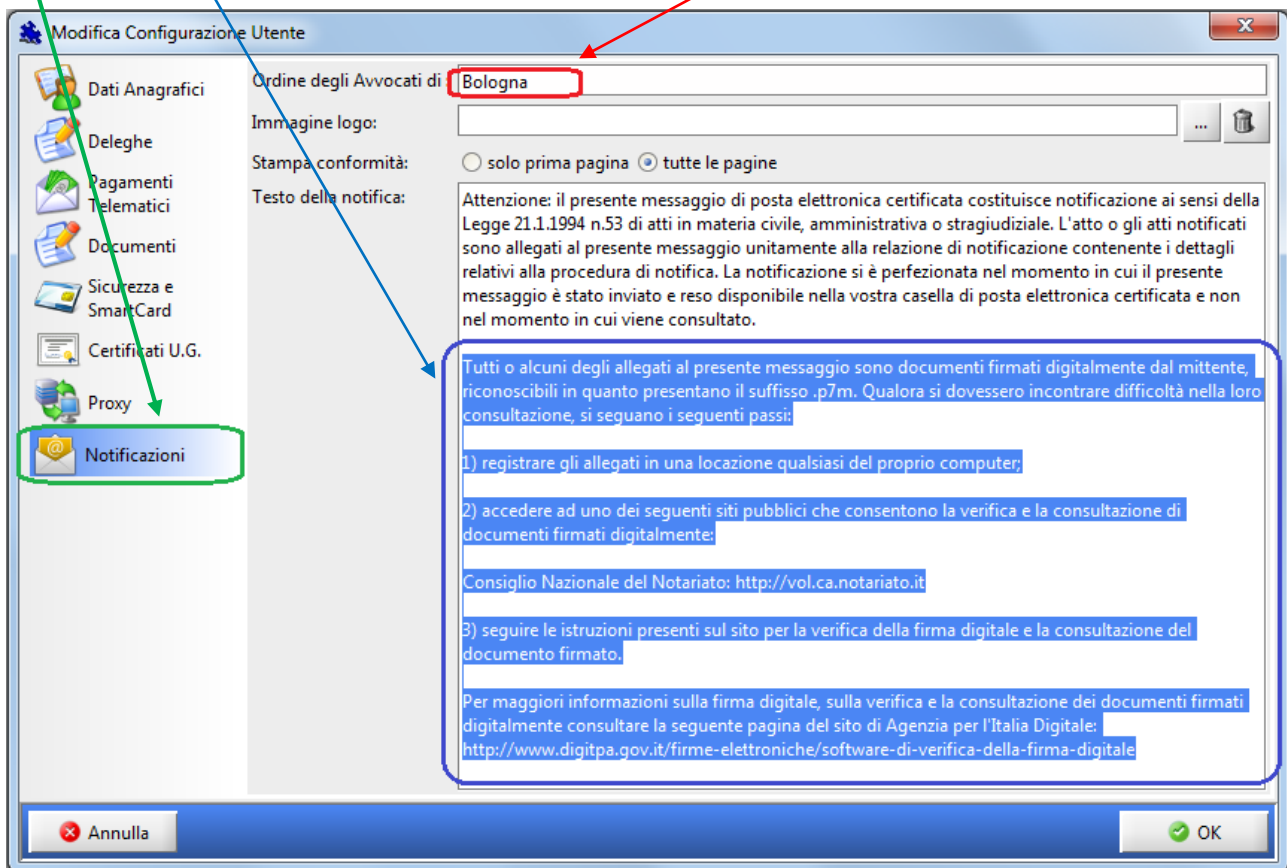 Modifica Configurazione Utente
Dati Anagrafici
Deleghe
Pagamenti
Telematici
Documenti
Sicurezza e
SmartCard
Certificati U.G.
Proxy
Notificazioni
Ordine degli Avvocati di : Bologna
Immagine logo: ...
Stampa conformità: solo prima pagina tutte le pagine
Testo della notifica:
Attenzione: il presente messaggio di posta elettronica certificata costituisce notificazione ai sensi della
Legge 21.1.1994 n.53 di atti in materia civile, amministrativa o stragiudiziale. L'atto o gli atti notificati
sono allegati al presente messaggio unitamente alla relazione di notificazione contenente i dettagli
relativi alla procedura di notifica. La notificazione si è perfezionata nel momento in cui il presente
messaggio è stato inviato e reso disponibile nella vostra casella di posta elettronica certificata e non
nel momento in cui viene consultato.
Tutti o alcuni degli allegati al presente messaggio sono documenti firmati digitalmente dal mittente,
riconoscibili in quanto presentano il suffisso .p7m. Qualora si dovessero incontrare difficoltà nella loro
consultazione, si seguano i seguenti passi:
1) registrare gli allegati in una locazione qualsiasi del proprio computer;
2) accedere ad uno dei seguenti siti pubblici che consentono la verifica e la consultazione di
documenti firmati digitalmente:
Consiglio Nazionale del Notariato: http://vol.ca.notariato.it
3) seguire le istruzioni presenti sul sito per la verifica della firma digitale e la consultazione del
documento firmato.
Per maggiori informazioni sulla firma digitale, sulla verifica e la consultazione dei documenti firmati
digitalmente consultare la seguente pagina del sito di Agenzia per l'Italia Digitale:
http://www.digitpa.gov.it/firme-elettroniche/software-di-verifica-della-firma-digitale
Annulla
OK